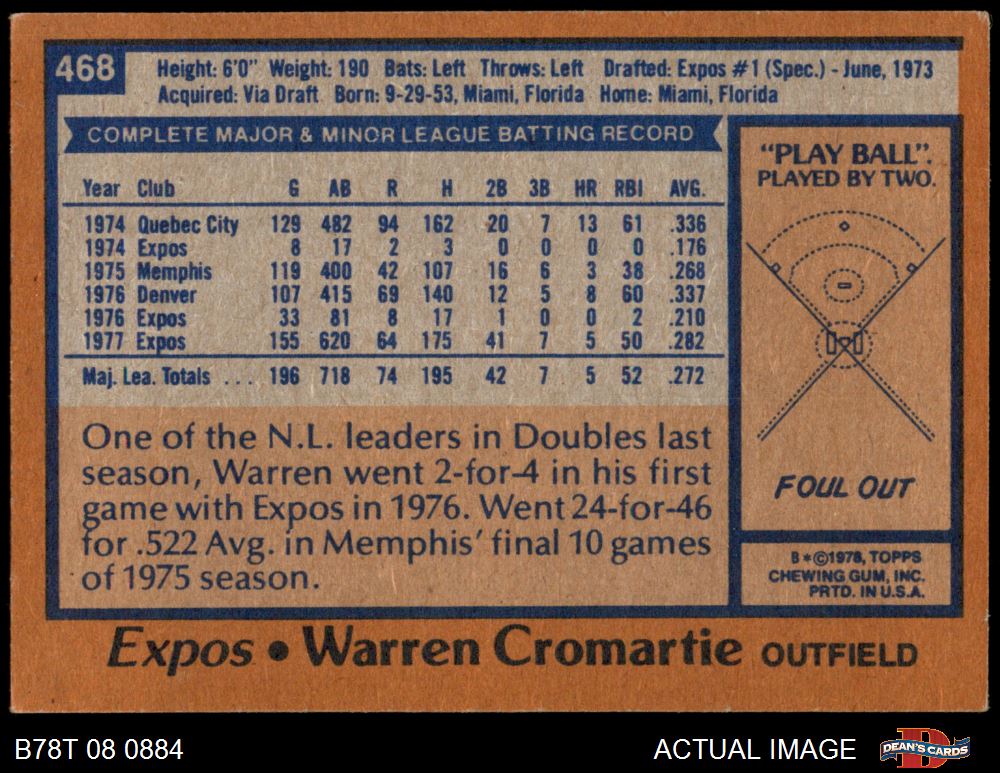 468
Height: 6'0" Weight: 190 Bats: Left Throws: Left Drafted: Expos #1 (Spec.) - June, 1973
Acquired: Via Draft Born: 9-29-53, Miami, Florida Home: Miami, Florida
COMPLETE MAJOR & MINOR LEAGUE BATTING RECORD
Year Club G AB R H 2B 3B HR RBI AVG.
1974 Quebec City 129 482 94 162 20 7 13 61 .336
1974 Expos 8 17 2 3 0 0 0 0 .176
1975 Memphis 119 400 42 107 16 6 3 38 .268
1976 Denver 107 415 69 140 12 5 8 60 .337
1976 Expos 33 81 8 17 1 0 0 2 .210
1977 Expos 155 620 64 175 41 7 5 50 .282
Maj. Lea. Totals ... 196 718 74 195 42 7 5 52 .272
One of the N.L. leaders in Doubles last
season, Warren went 2-for-4 in his first
game with Expos in 1976. Went 24-for-46
for .522 Avg. in Memphis' final 10 games
of 1975 season.
"PLAY BALL".
PLAYED BY TWO.
FOUL OUT
B*©1978, TOPPS
CHEWING GUM, INC.
PRTD. IN U.S.A.
Expos • Warren Cromartie OUTFIELD
B78T 08 0884
ACTUAL IMAGE
DEAN'S CARDS